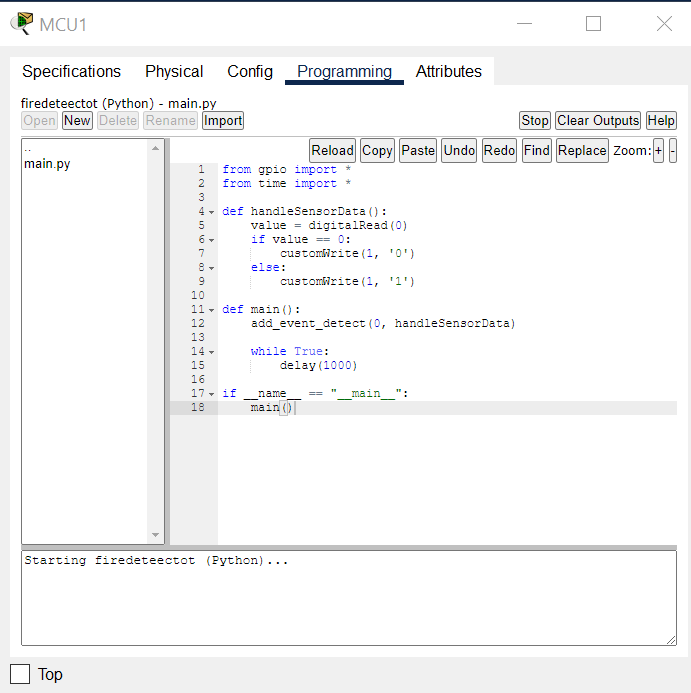 MCU1
Specifications Physical Config Programming Attributes
firedeteectot (Python) - main.py
Open New Delete Rename Import Stop Clear Outputs Help
..
main.py
Reload Copy Paste Undo Redo Find Replace Zoom: + -
1 from gpio import *
2 from time import *
3
4 def handleSensorData():
5     value = digitalRead(0)
6     if value == 0:
7         customWrite(1, '0')
8     else:
9         customWrite(1, '1')
10
11 def main():
12     add_event_detect(0, handleSensorData)
13
14     while True:
15         delay(1000)
16
17 if __name__ == "__main__":
18     main()
Starting firedeteectot (Python)...
Top